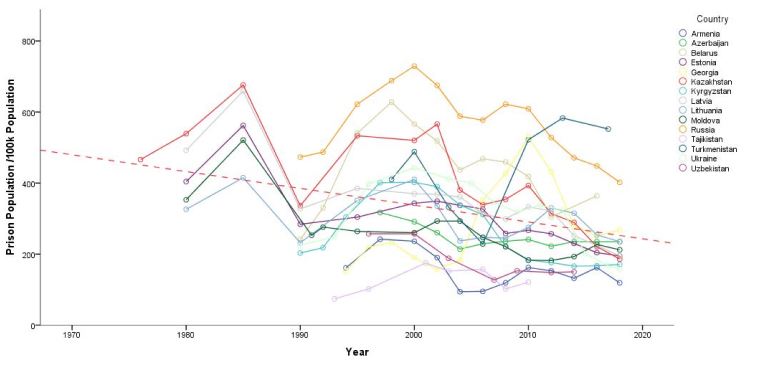 Country
Armenia
Azerbaijan
Belarus
Estonia
Georgia
Kazakhstan
Kyrgyzstan
Latvia
Lithuania
Moldova
Russia
Tajikistan
Turkmenistan
Ukraine
Uzbekistan
Prison Population /100k Population
800
600
400
200
0
1970 1980 1990 2000 2010 2020
Year